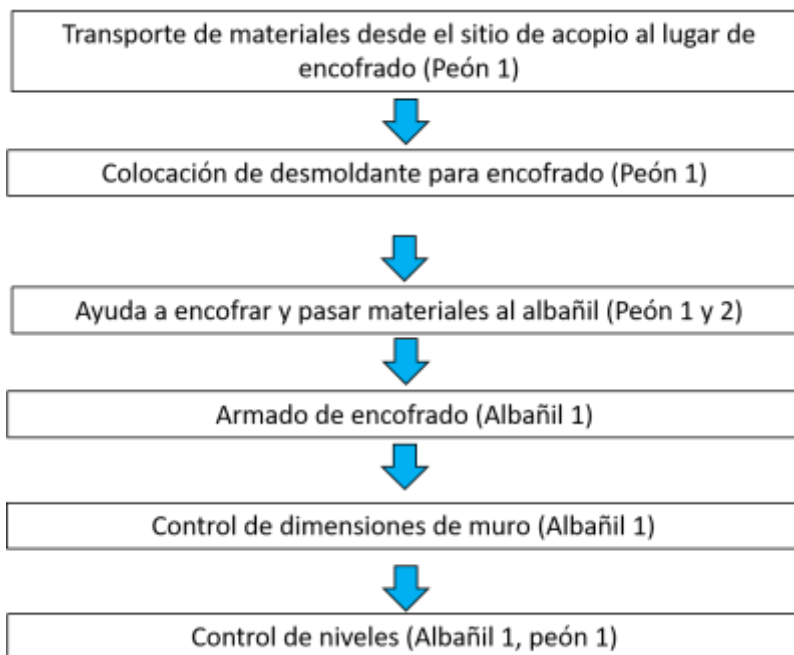 Transporte de materiales desde el sitio de acopio al lugar de
encofrado (Peón 1)
Colocación de desmoldante para encofrado (Peón 1)
Ayuda a encofrar y pasar materiales al albañil (Peón 1 y 2)
Armado de encofrado (Albañil 1)
Control de dimensiones de muro (Albañil 1)
Control de niveles (Albañil 1, peón 1)